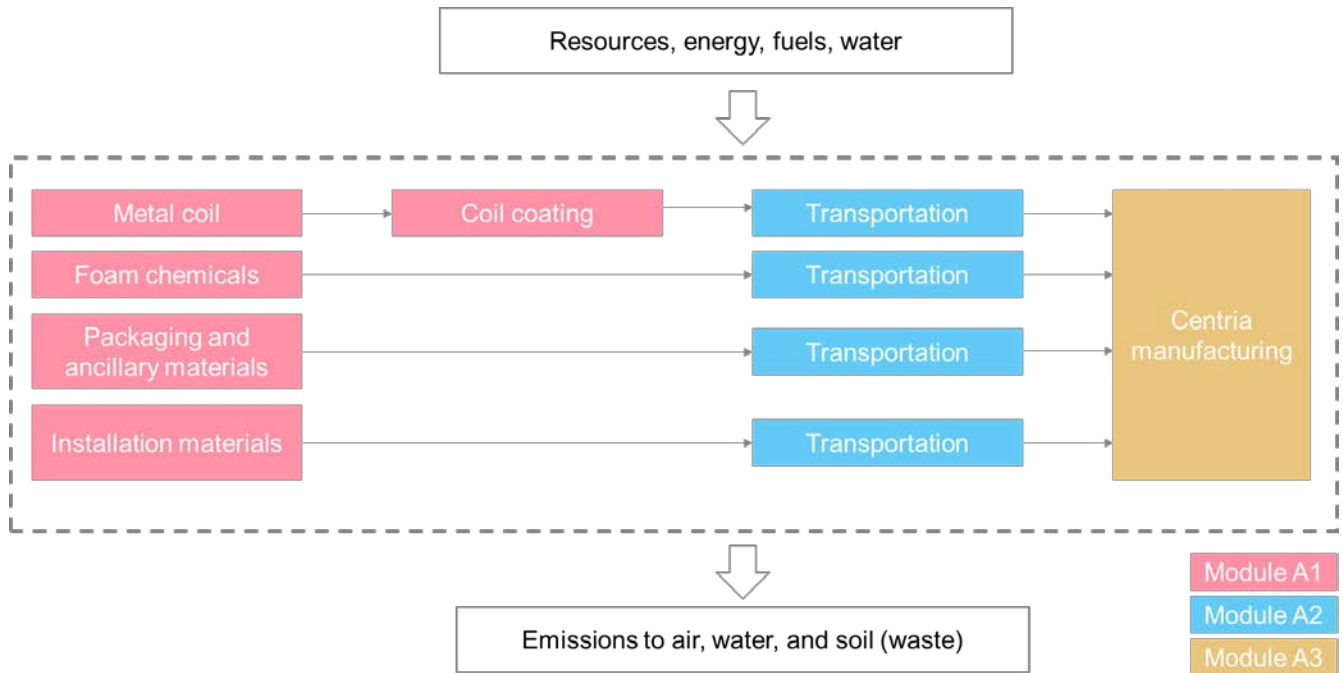 Resources, energy, fuels, water
Metal coil
Coil coating
Transportation
Foam chemicals
Transportation
Packaging and
ancillary materials
Transportation
Installation materials
Transportation
Centria
manufacturing
Emissions to air, water, and soil (waste)
Module A1
Module A2
Module A3